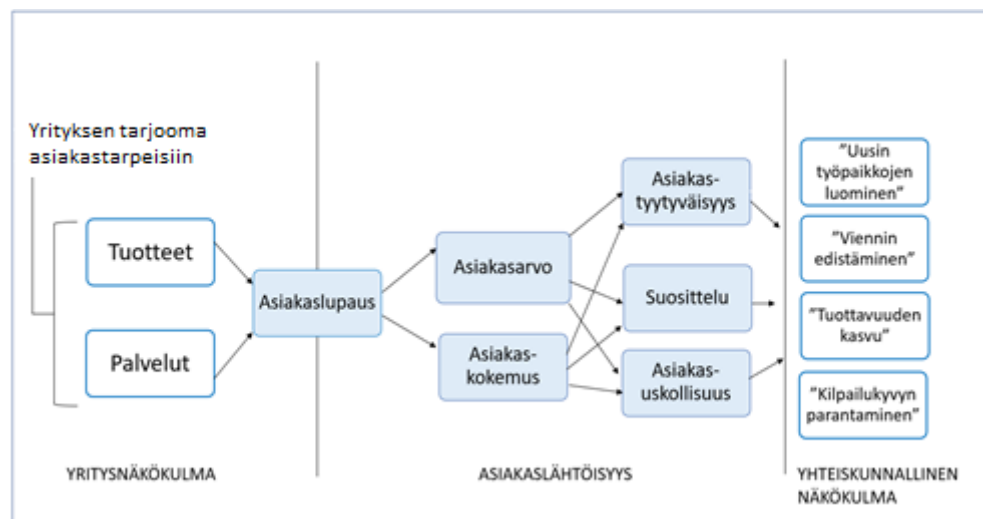 Yrityksen tarjooma
asiakastarpeisiin
Tuotteet
Palvelut
Asiakaslupaus
Asiakasarvo
Asiakas-
kokemus
Asiakas-
tyytyväisyys
Suosittelu
Asiakas-
uskollisuus
”Uusin
työpaikkojen
luominen”
”Viennin
edistäminen”
”Tuottavuuden
kasvu”
”Kilpailukyvyn
parantaminen”
YRITYSNÄKÖKULMA
ASIAKASLÄHTÖISYYS
YHTEISKUNNALLINEN
NÄKÖKULMA